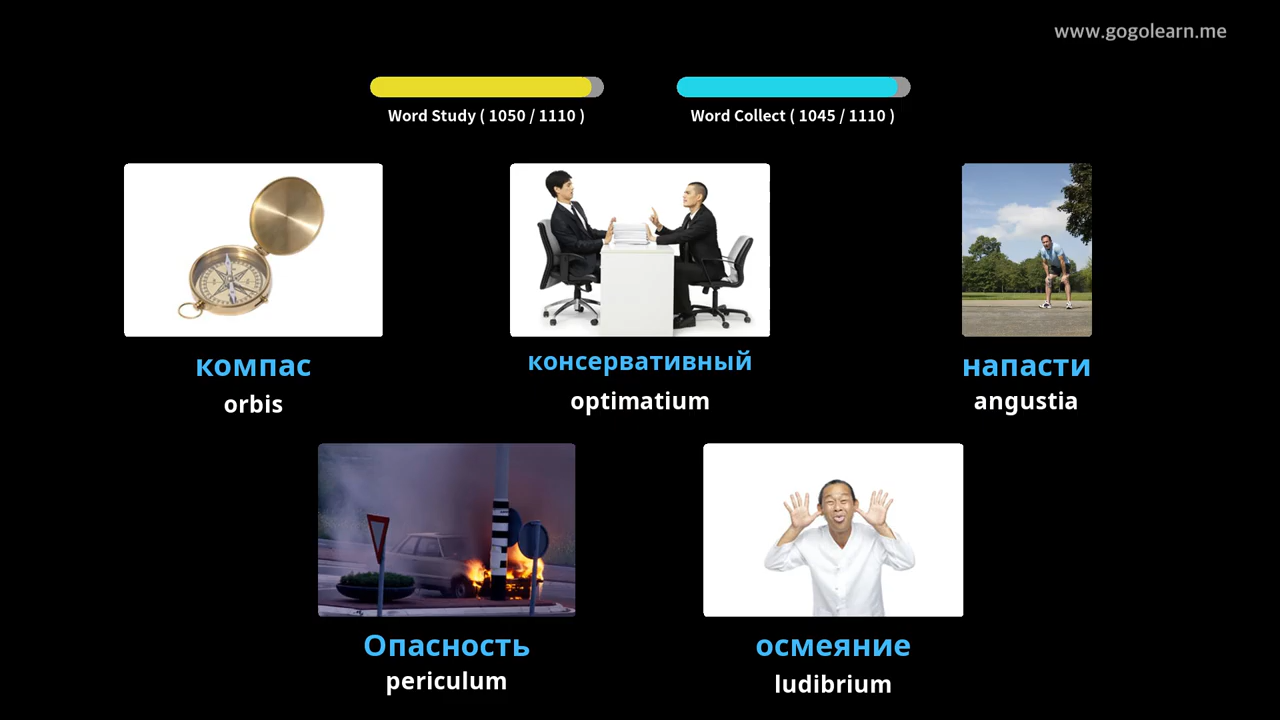 www.gogolearn.me
Word Study ( 1050 / 1110 )
Word Collect ( 1045 / 1110 )
компас
orbis
консервативный
optimatium
напасти
angustia
Опасность
periculum
осмеяние
ludibrium